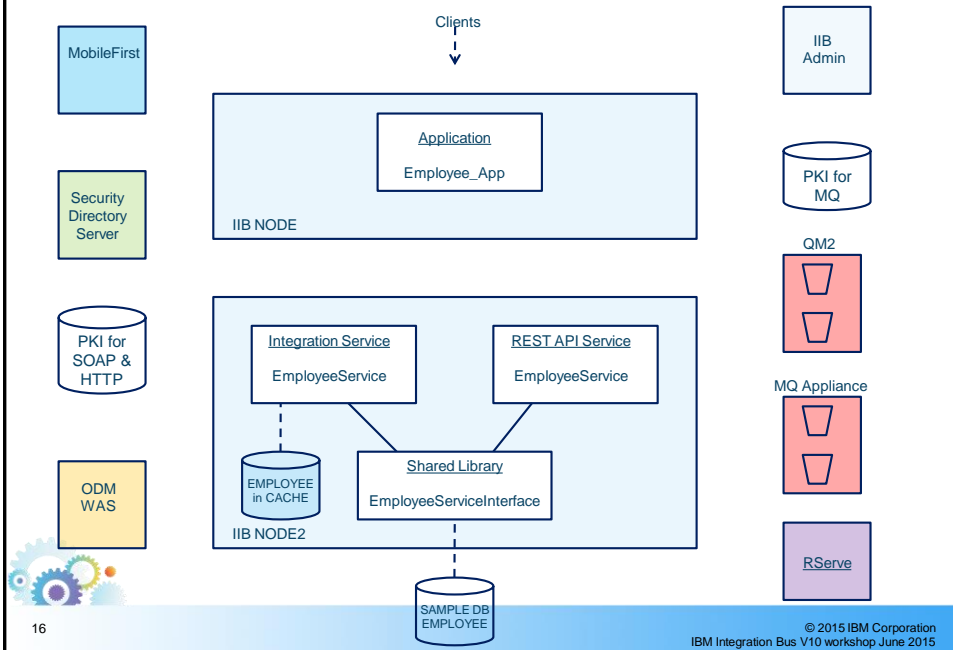 Clients
MobileFirst
IIB
Admin
Application
Employee_App
IIB NODE
PKI for
MQ
Security
Directory
Server
QM2
PKI for
SOAP &
HTTP
Integration Service
EmployeeService
REST API Service
EmployeeService
MQ Appliance
EMPLOYEE
in CACHE
Shared Library
EmployeeServiceInterface
IIB NODE2
ODM
WAS
RServe
SAMPLE DB
EMPLOYEE
16
© 2015 IBM Corporation
IBM Integration Bus V10 workshop June 2015